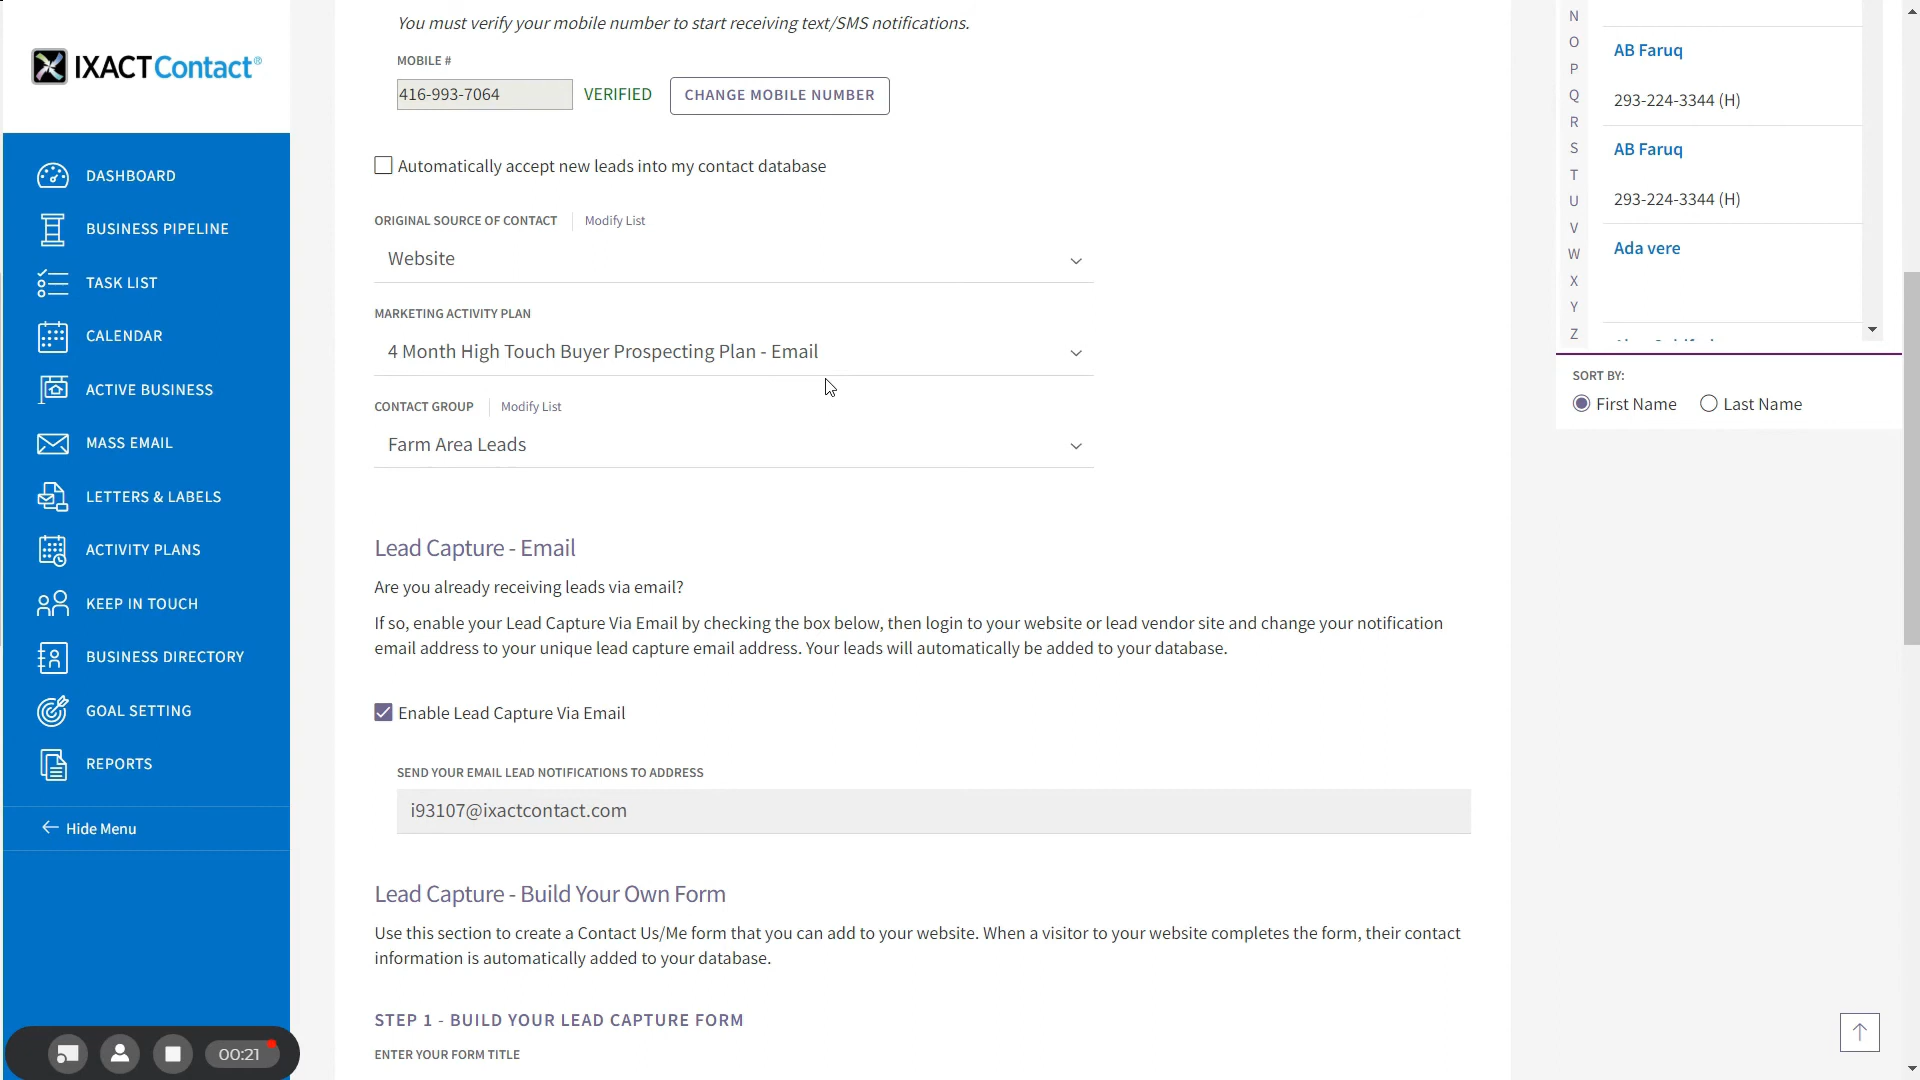 IXACTContact®
DASHBOARD
BUSINESS PIPELINE
TASK LIST
CALENDAR
ACTIVE BUSINESS
MASS EMAIL
LETTERS & LABELS
ACTIVITY PLANS
KEEP IN TOUCH
BUSINESS DIRECTORY
GOAL SETTING
REPORTS
Hide Menu
00:21
You must verify your mobile number to start receiving text/SMS notifications.
MOBILE #
416-993-7064 VERIFIED CHANGE MOBILE NUMBER
Automatically accept new leads into my contact database
ORIGINAL SOURCE OF CONTACT Modify List
Website
MARKETING ACTIVITY PLAN
4 Month High Touch Buyer Prospecting Plan - Email
CONTACT GROUP Modify List
Farm Area Leads
Lead Capture - Email
Are you already receiving leads via email?
If so, enable your Lead Capture Via Email by checking the box below, then login to your website or lead vendor site and change your notification
email address to your unique lead capture email address. Your leads will automatically be added to your database.
Enable Lead Capture Via Email
SEND YOUR EMAIL LEAD NOTIFICATIONS TO ADDRESS
i93107@ixactcontact.com
Lead Capture - Build Your Own Form
Use this section to create a Contact Us/Me form that you can add to your website. When a visitor to your website completes the form, their contact
information is automatically added to your database.
STEP 1 - BUILD YOUR LEAD CAPTURE FORM
ENTER YOUR FORM TITLE
N
O
P
Q
R
S
T
U
V
W
X
Y
Z
AB Faruq
293-224-3344 (H)
AB Faruq
293-224-3344 (H)
Ada vere
SORT BY:
First Name Last Name